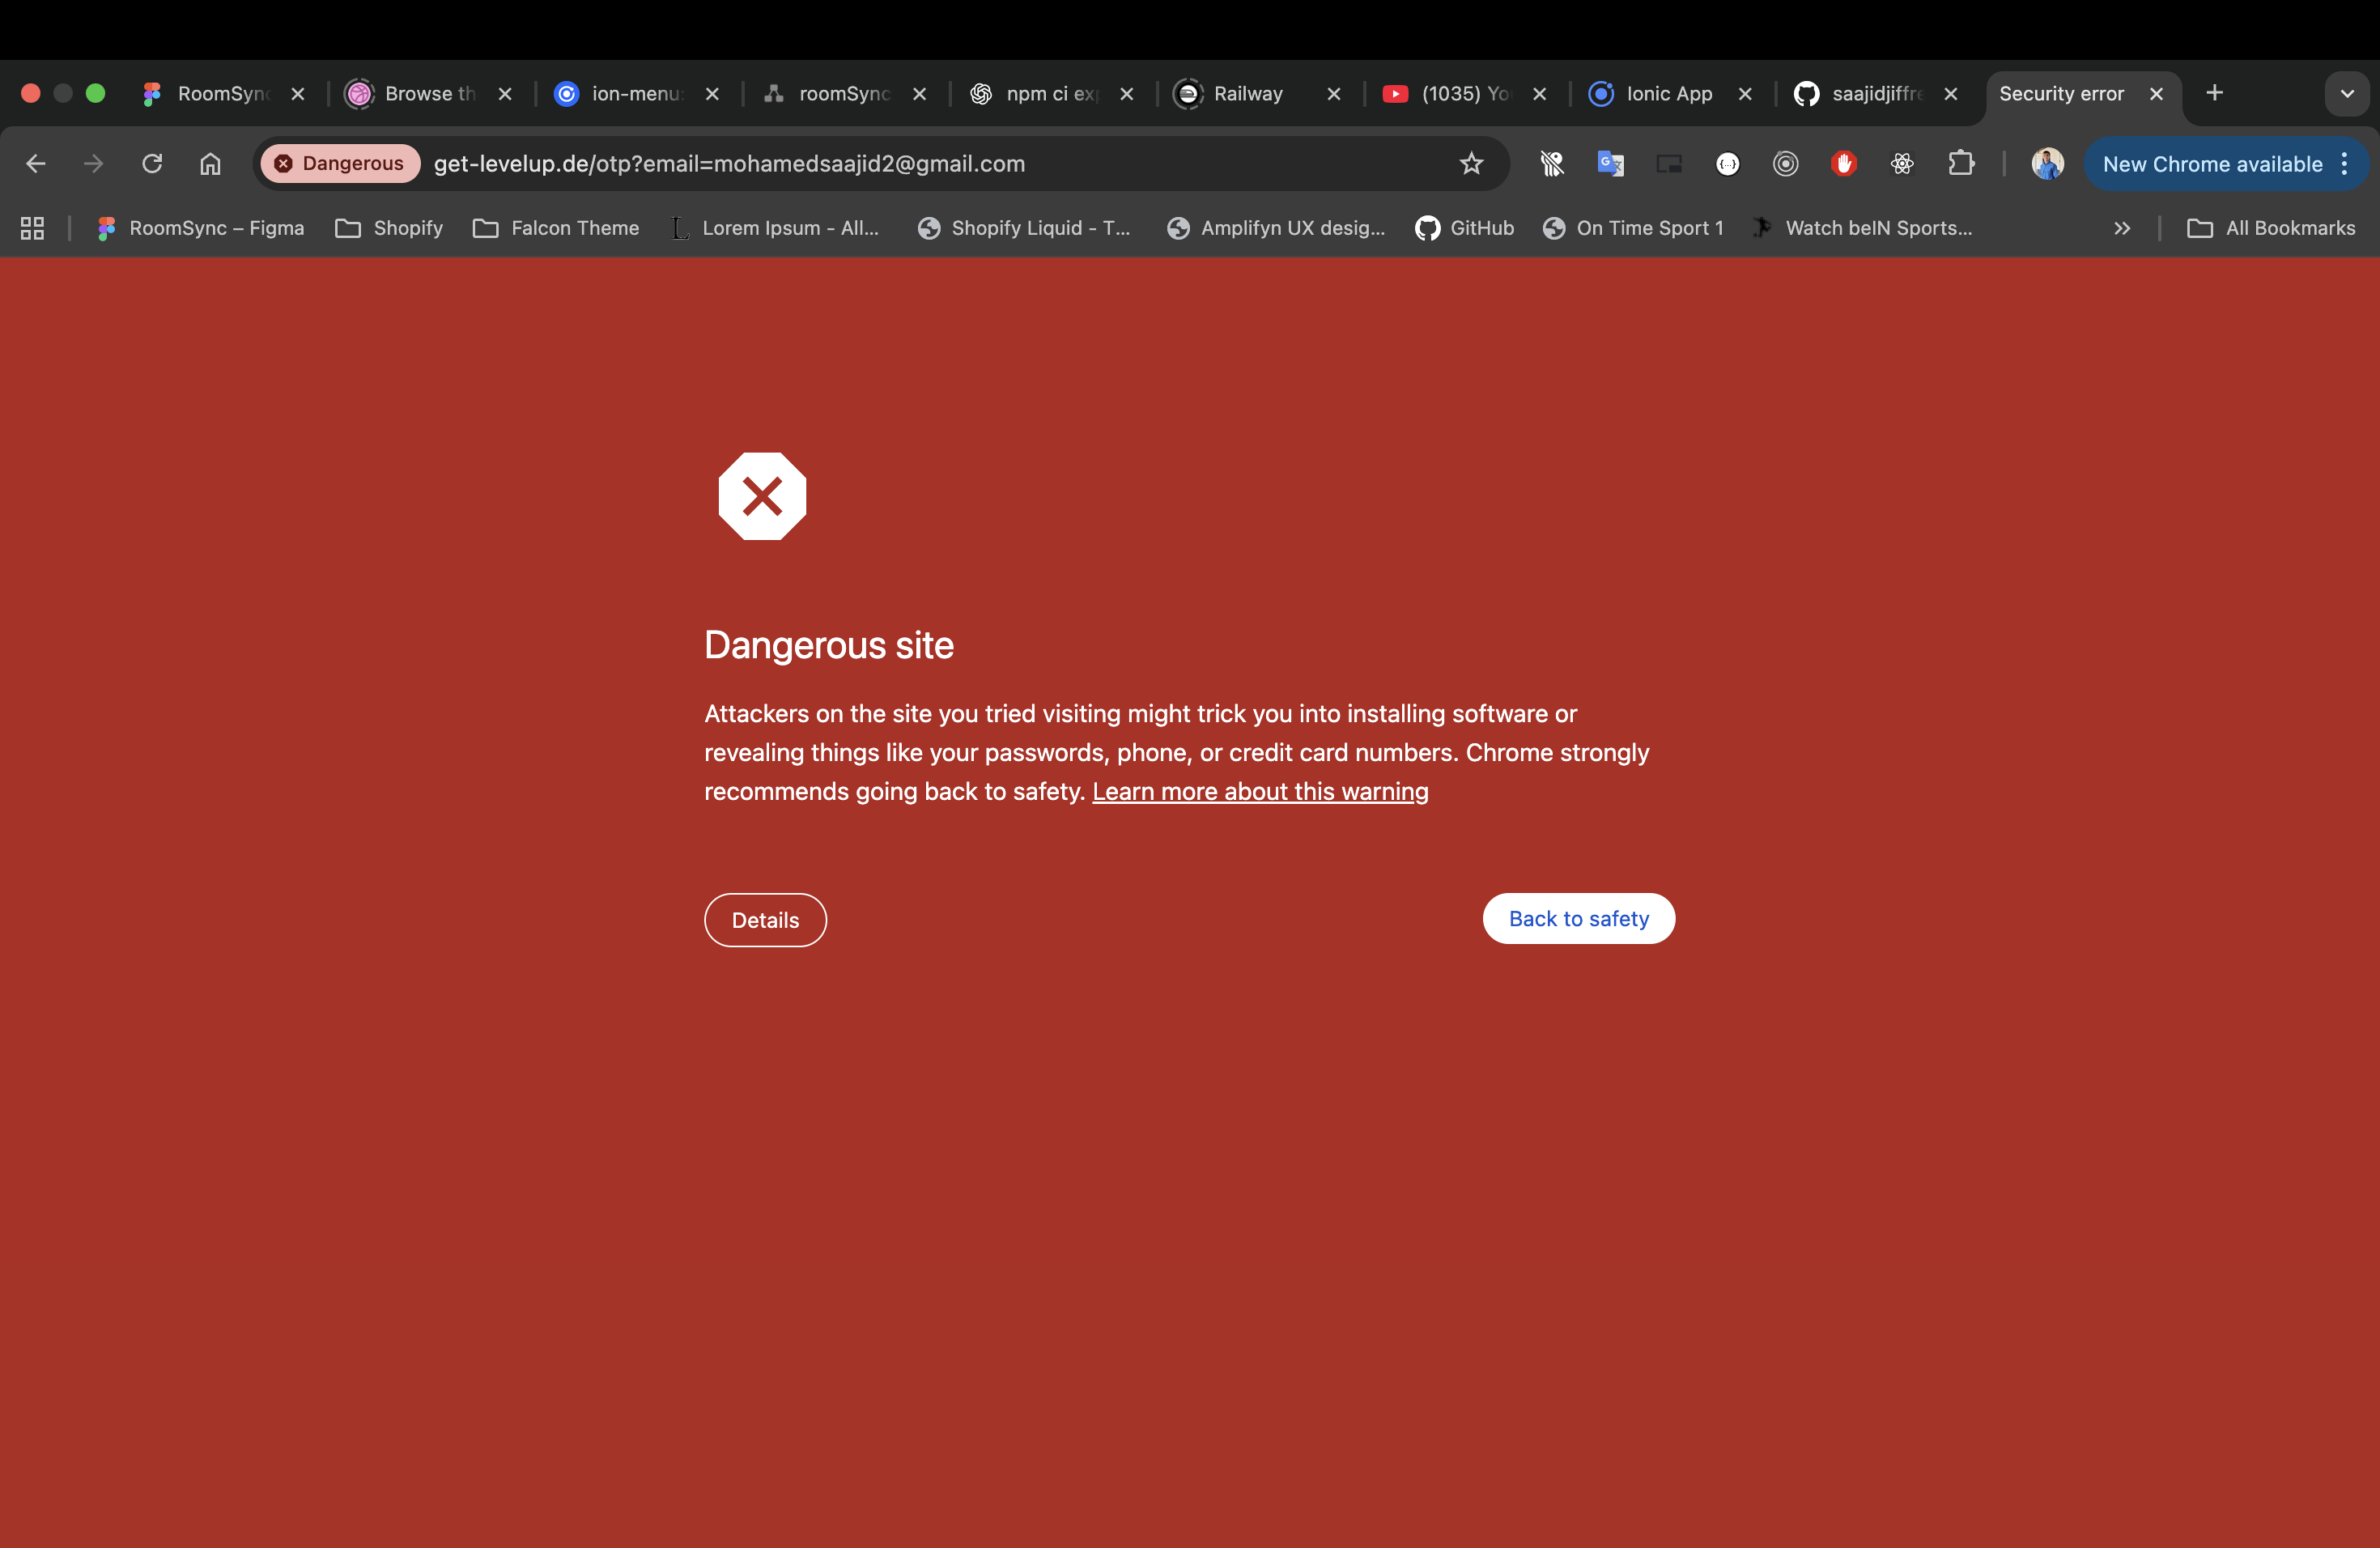 RoomSync
Browse th
ion-menu:
roomSync
npm ci exp
Railway
(1035) Yo
Ionic App
saajidjiffre
Security error
Dangerous
get-levelup.de/otp?email=mohamedsaajid2@gmail.com
New Chrome available
RoomSync – Figma
Shopify
Falcon Theme
Lorem Ipsum - All...
Shopify Liquid - T...
Amplifyn UX desig...
GitHub
On Time Sport 1
Watch beIN Sports...
All Bookmarks
Dangerous site
Attackers on the site you tried visiting might trick you into installing software or
revealing things like your passwords, phone, or credit card numbers. Chrome strongly
recommends going back to safety. Learn more about this warning
Details
Back to safety